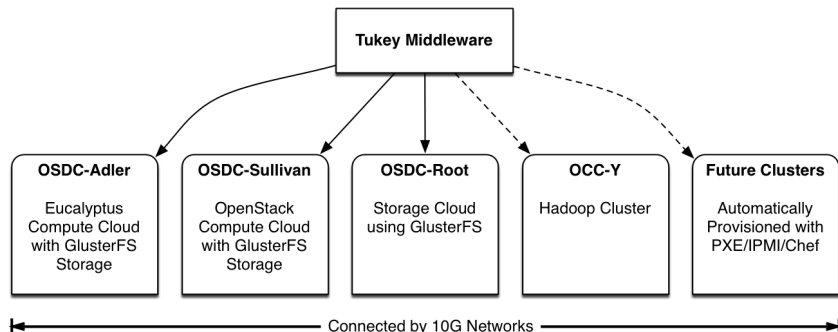 Tukey Middleware
OSDC-Adler
Eucalyptus
Compute Cloud
with GlusterFS
Storage
OSDC-Sullivan
OpenStack
Compute Cloud
with GlusterFS
Storage
OSDC-Root
Storage Cloud
using GlusterFS
OCC-Y
Hadoop Cluster
Future Clusters
Automatically
Provisioned with
PXE/IPMI/Chef
Connected by 10G Networks